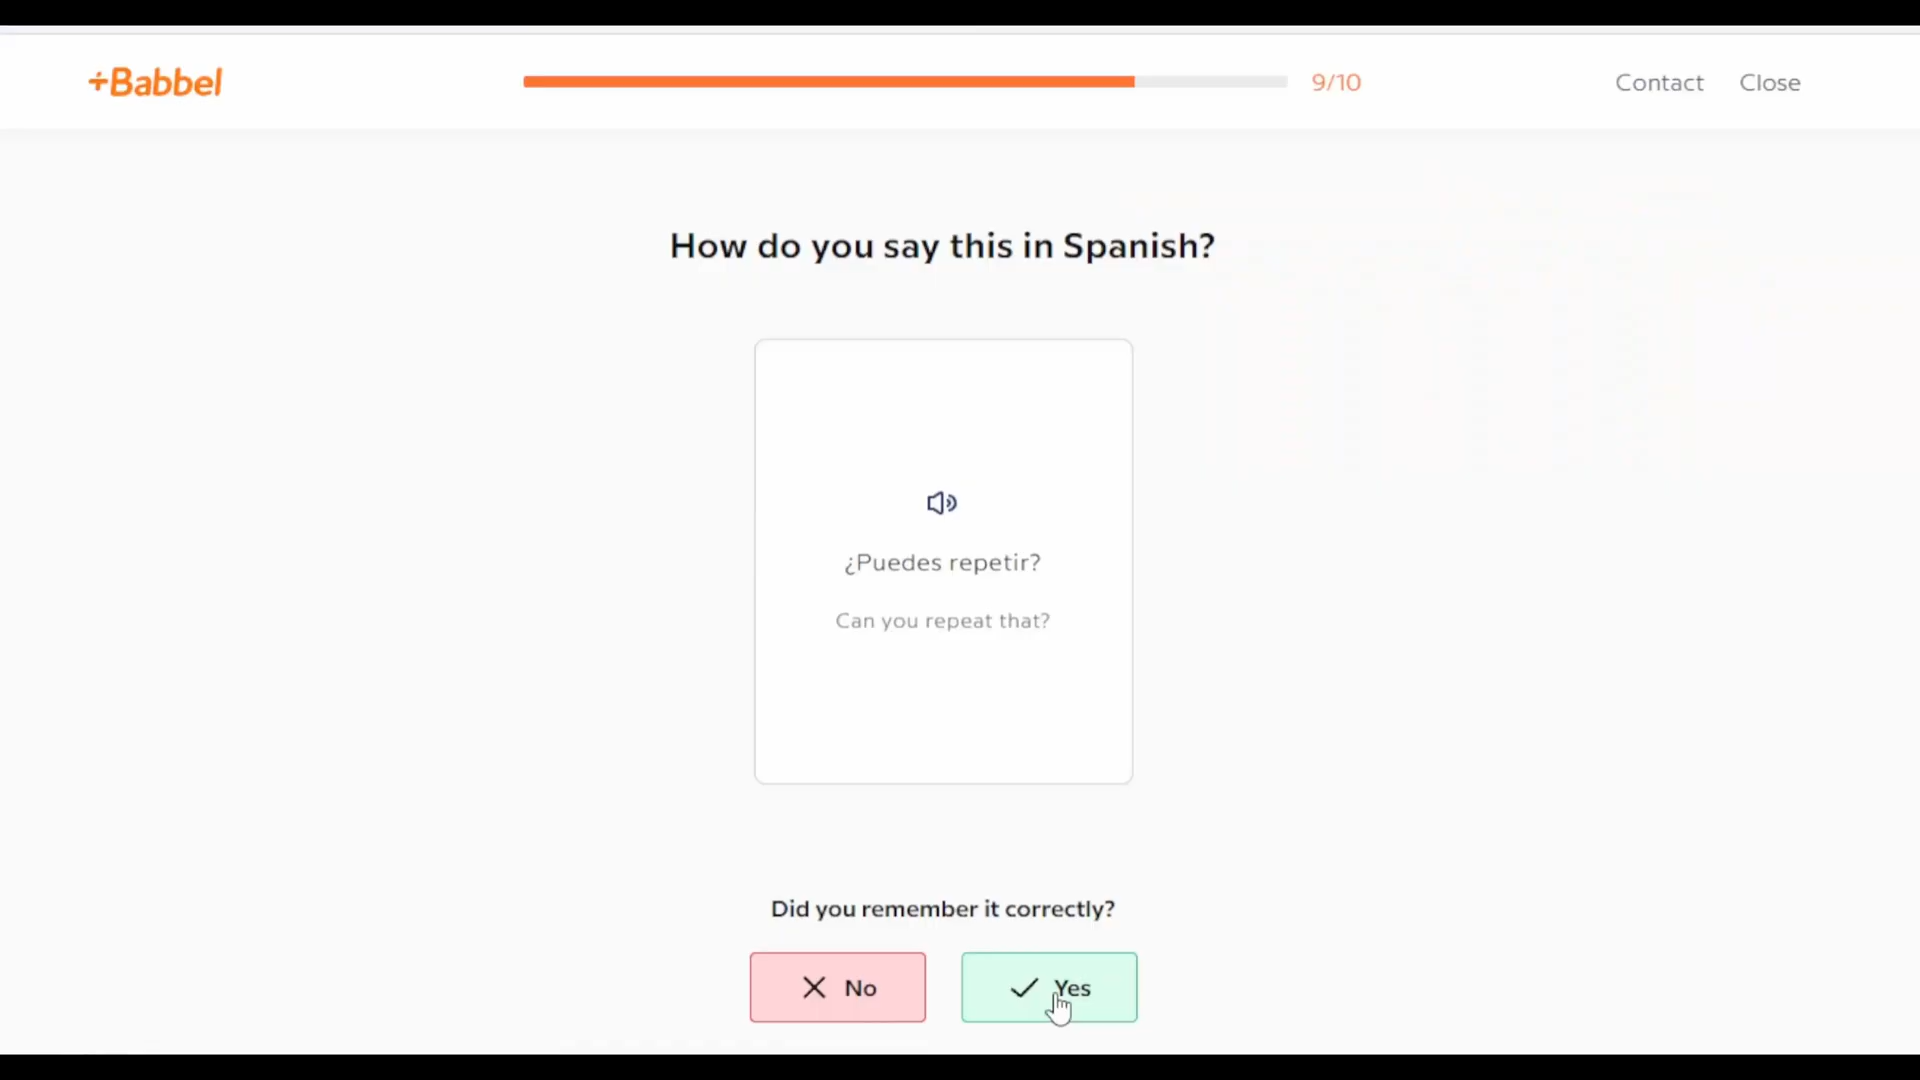 +Babbel
9/10
Contact
Close
How do you say this in Spanish?
¿Puedes repetir?
Can you repeat that?
Did you remember it correctly?
No
Yes